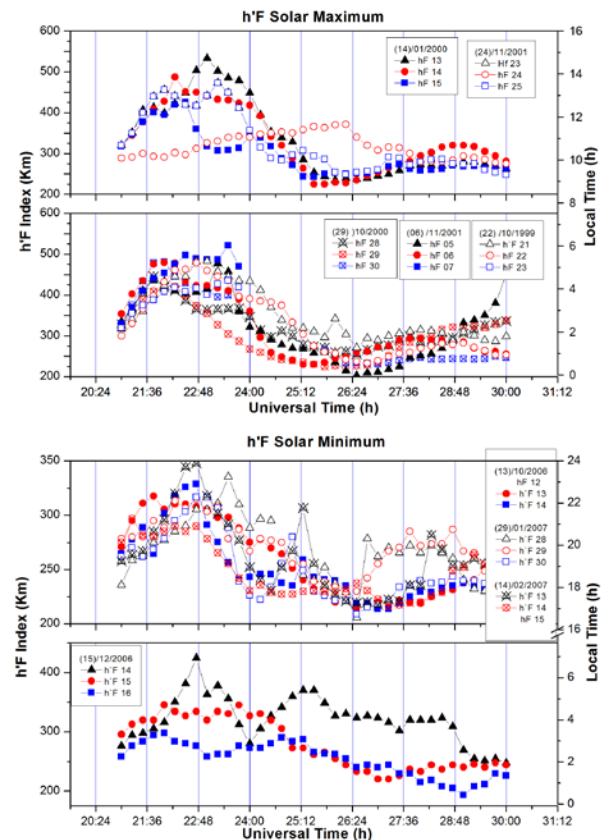 h'F Solar Maximum
600
500
400
300
200
h'F Index (Km)
16
14
12
10
8
(14)/01/2000
hF 13
hF 14
hF 15
(24)/11/2001
Hf 23
hF 24
hF 25
600
500
400
300
200
6
4
2
0
Local Time (h)
(29) )10/2000
hF 28
hF 29
hF 30
(06) /11/2001
hF 05
hF 06
hF 07
(22) /10/1999
h`F 21
hF 22
hF 23
20:24 21:36 22:48 24:00 25:12 26:24 27:36 28:48 30:00 31:12
Universal Time (h)
h'F Solar Minimum
350
300
250
200
h'F Index (Km)
24
22
20
18
16
(13)/10/2006
hF 12
h`F 13
h`F 14
(29)/01/2007
h`F 28
h`F 29
h`F 30
(14)/02/2007
h`F 13
h`F 14
hF 15
400
300
200
6
4
2
0
Local Time (h)
(15)/12/2006
h`F 14
h`F 15
h`F 16
20:24 21:36 22:48 24:00 25:12 26:24 27:36 28:48 30:00 31:12
Universal Time (h)